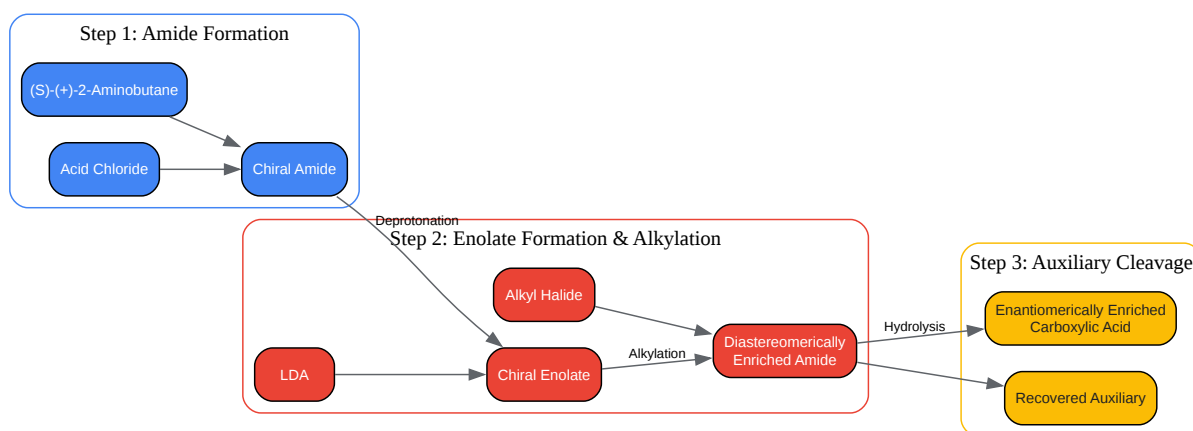 Step 1: Amide Formation
(S)-(+)-2-Aminobutane
Acid Chloride
Chiral Amide
Deprotonation
Step 2: Enolate Formation & Alkylation
Alkyl Halide
LDA
Chiral Enolate
Alkylation
Diastereomerically
Enriched Amide
Hydrolysis
Step 3: Auxiliary Cleavage
Enantiomerically Enriched
Carboxylic Acid
Recovered Auxiliary